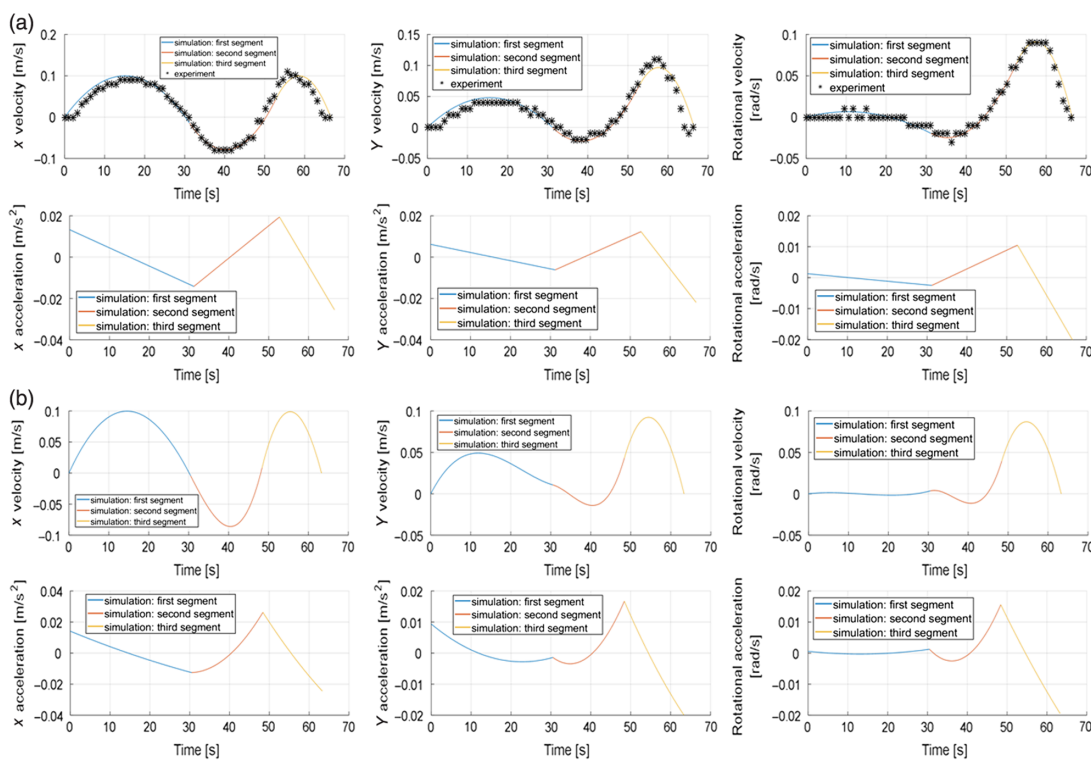 (a)
x velocity [m/s]
0.2
0.1
0
−0.1
simulation: first segment
simulation: second segment
simulation: third segment
* experiment
0 10 20 30 40 50 60 70
Time [s]
Y velocity [m/s]
0.15
0.1
0.05
0
−0.05
simulation: first segment
simulation: second segment
simulation: third segment
* experiment
0 10 20 30 40 50 60 70
Time [s]
Rotational velocity
[rad/s]
0.1
0.05
0
−0.05
simulation: first segment
simulation: second segment
simulation: third segment
* experiment
0 10 20 30 40 50 60 70
Time [s]
x acceleration [m/s²]
0.02
0
−0.02
−0.04
simulation: first segment
simulation: second segment
simulation: third segment
0 10 20 30 40 50 60 70
Time [s]
Y acceleration [m/s²]
0.02
0
−0.02
−0.04
simulation: first segment
simulation: second segment
simulation: third segment
0 10 20 30 40 50 60 70
Time [s]
Rotational acceleration
[rad/s]
0.02
0.01
0
−0.01
−0.02
simulation: first segment
simulation: second segment
simulation: third segment
0 10 20 30 40 50 60 70
Time [s]
(b)
x velocity [m/s]
0.1
0.05
0
−0.05
−0.1
simulation: first segment
simulation: second segment
simulation: third segment
0 10 20 30 40 50 60 70
Time [s]
Y velocity [m/s]
0.1
0.05
0
−0.05
simulation: first segment
simulation: second segment
simulation: third segment
0 10 20 30 40 50 60 70
Time [s]
Rotational velocity
[rad/s]
0.1
0.05
0
−0.05
simulation: first segment
simulation: second segment
simulation: third segment
0 10 20 30 40 50 60 70
Time [s]
x acceleration [m/s²]
0.04
0.02
0
−0.02
−0.04
simulation: first segment
simulation: second segment
simulation: third segment
0 10 20 30 40 50 60 70
Time [s]
Y acceleration [m/s²]
0.02
0.01
0
−0.01
−0.02
simulation: first segment
simulation: second segment
simulation: third segment
0 10 20 30 40 50 60 70
Time [s]
Rotational acceleration
[rad/s]
0.02
0.01
0
−0.01
−0.02
simulation: first segment
simulation: second segment
simulation: third segment
0 10 20 30 40 50 60 70
Time [s]